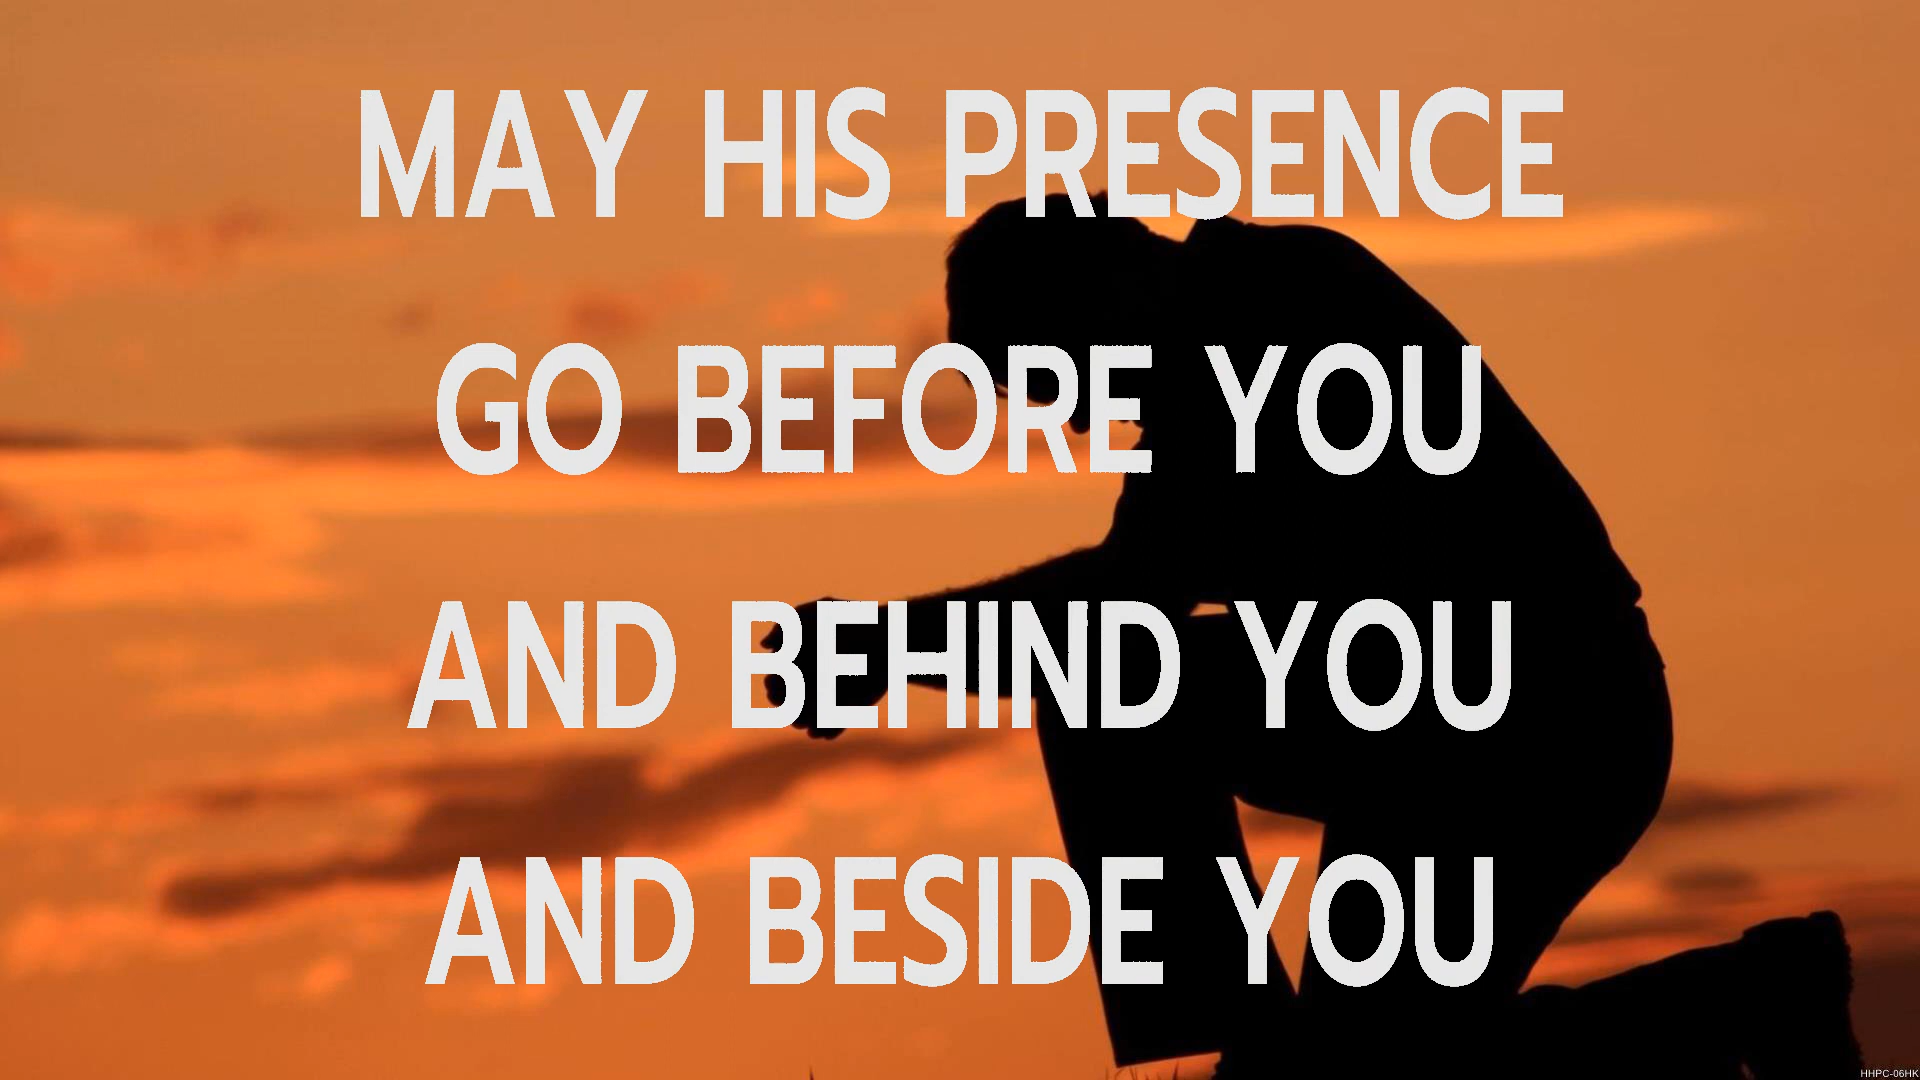 MAY HIS PRESENCE
GO BEFORE YOU
AND BEHIND YOU
AND BESIDE YOU
HHPC-06HK